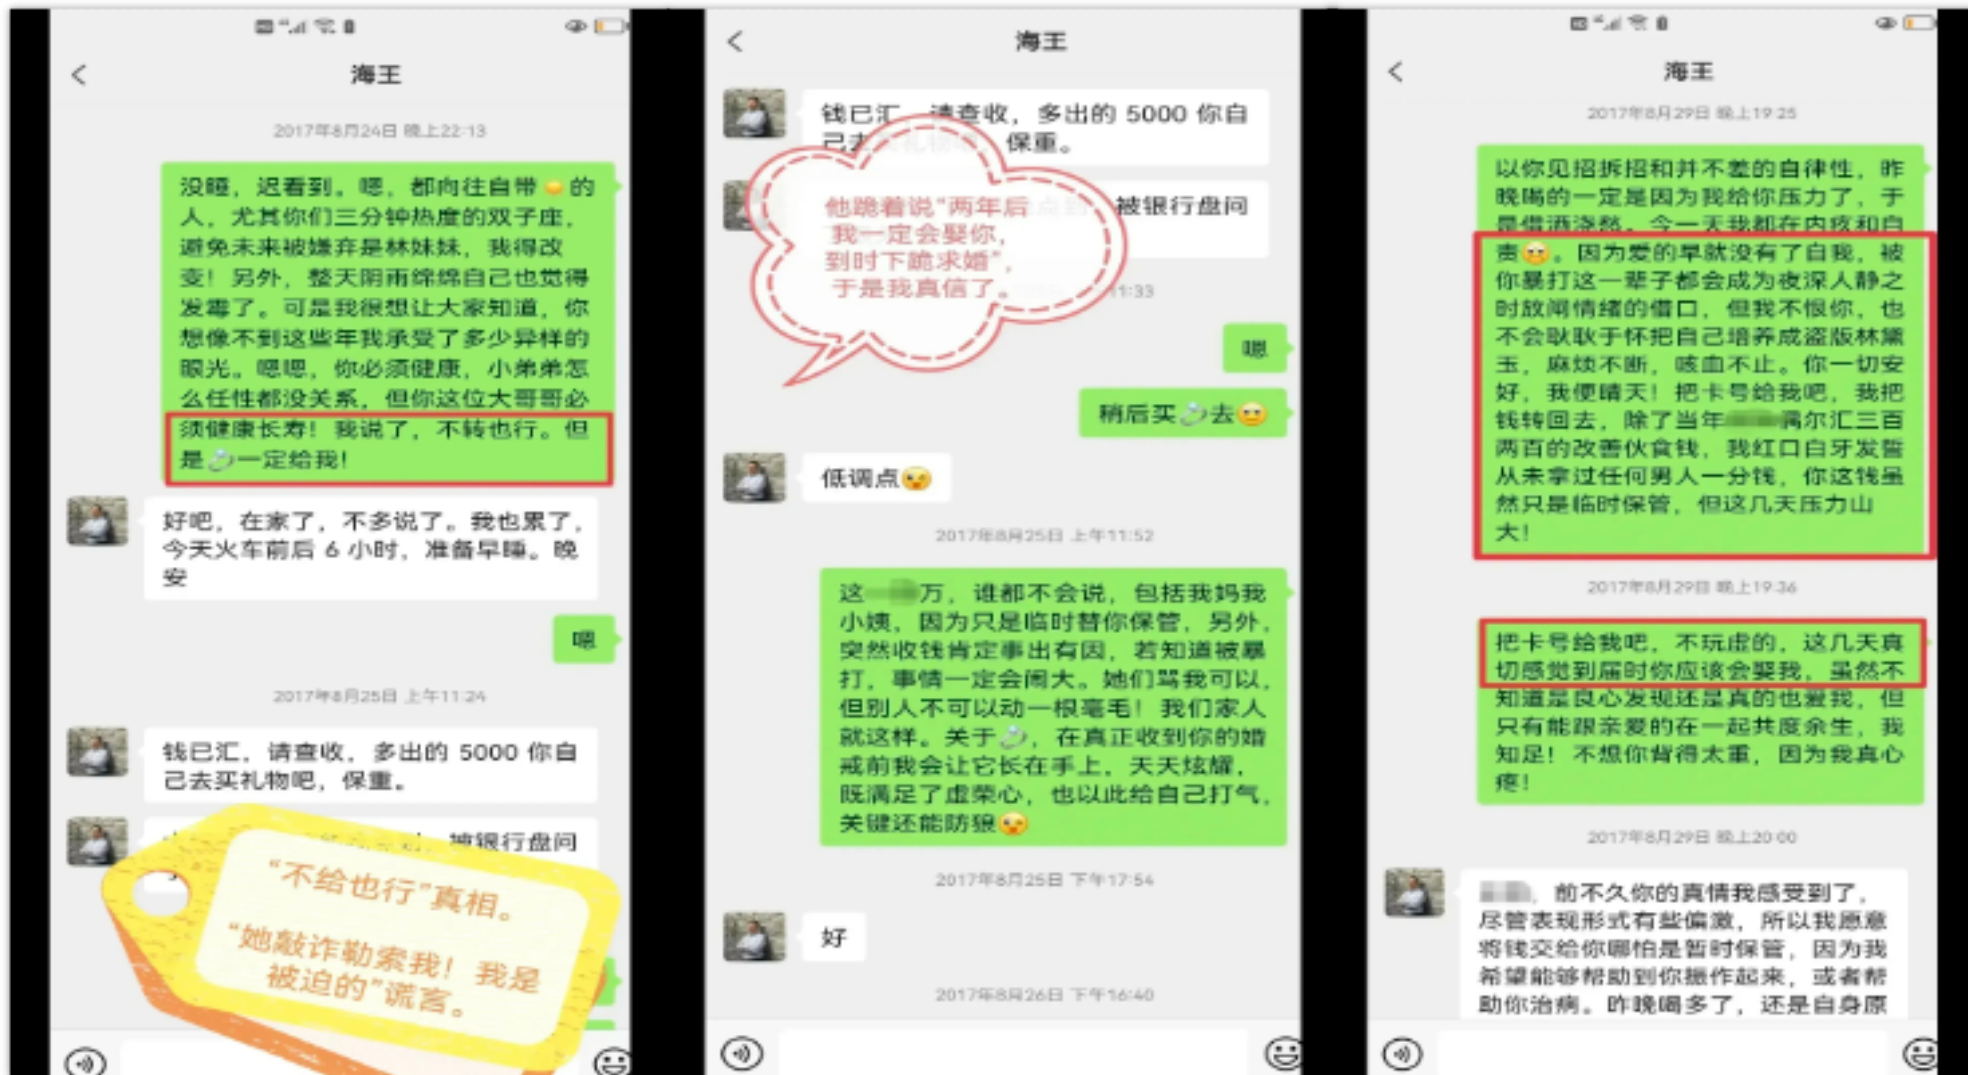 海王
2017年8月24日 晚上22:13
没睡，迟看到。嗯，都向往自带的
人，尤其你们三分钟热度的双子座，
避免未来被嫌弃是林妹妹，我得改
变！另外，整天阴雨绵绵自己也觉得
发霉了。可是我很想让大家知道，你
想像不到这些年我承受了多少异样的
眼光。嗯嗯，你必须健康，小弟弟怎
么任性都没关系，但你这位大哥哥必
须健康长寿！我说了，不转也行。但
是💍一定给我！
好吧，在家了，不多说了。我也累了，
今天火车前后 6 小时，准备早睡。晚
安
嗯
2017年8月25日 上午11:24
钱已汇，请查收，多出的 5000 你自
己去买礼物吧，保重。
被银行盘问
“不给也行”真相。
“她敲诈勒索我！我是
被迫的”谎言。
海王
钱已汇，请查收，多出的 5000 你自
己去礼物，保重。
被银行盘问
他跪着说“两年后
我一定会娶你，
到时下跪求婚”，
于是我真信了。
11:33
嗯
稍后买💍去
低调点
2017年8月25日 上午11:52
这万，谁都不会说，包括我妈我
小姨，因为只是临时替你保管，另外，
突然收钱肯定事出有因，若知道被暴
打，事情一定会闹大。她们骂我可以，
但别人不可以动一根毫毛！我们家人
就这样。关于💍，在真正收到你的婚
戒前我会让它长在手上，天天炫耀，
既满足了虚荣心，也以此给自己打气，
关键还能防狼
2017年8月25日 下午17:54
好
2017年8月26日 下午16:40
海王
2017年8月29日 晚上19:25
以你见招拆招和并不差的自律性，昨
晚喝的一定是因为我给你压力了，于
是借酒浇愁。今一天我都在内疚和自
责。因为爱的早就没有了自我，被
你暴打这一辈子都会成为夜深人静之
时放闸情绪的借口，但我不恨你，也
不会耿耿于怀把自己培养成盗版林黛
玉，麻烦不断，咳血不止。你一切安
好，我便晴天！把卡号给我吧，我把
钱转回去，除了当年偶尔汇三百
两百的改善伙食钱，我红口白牙发誓
从未拿过任何男人一分钱，你这钱虽
然只是临时保管，但这几天压力山
大！
2017年8月29日 晚上19:36
把卡号给我吧，不玩虚的，这几天真
切感觉到届时你应该会娶我，虽然不
知道是良心发现还是真的也爱我，但
只有能跟亲爱的在一起共度余生，我
知足！不想你背得太重，因为我真心
疼！
2017年8月29日 晚上20:00
，前不久你的真情我感受到了，
尽管表现形式有些偏激，所以我愿意
将钱交给你哪怕是暂时保管，因为我
希望能够帮助到你振作起来，或者帮
助你治病。昨晚喝多了，还是自身原